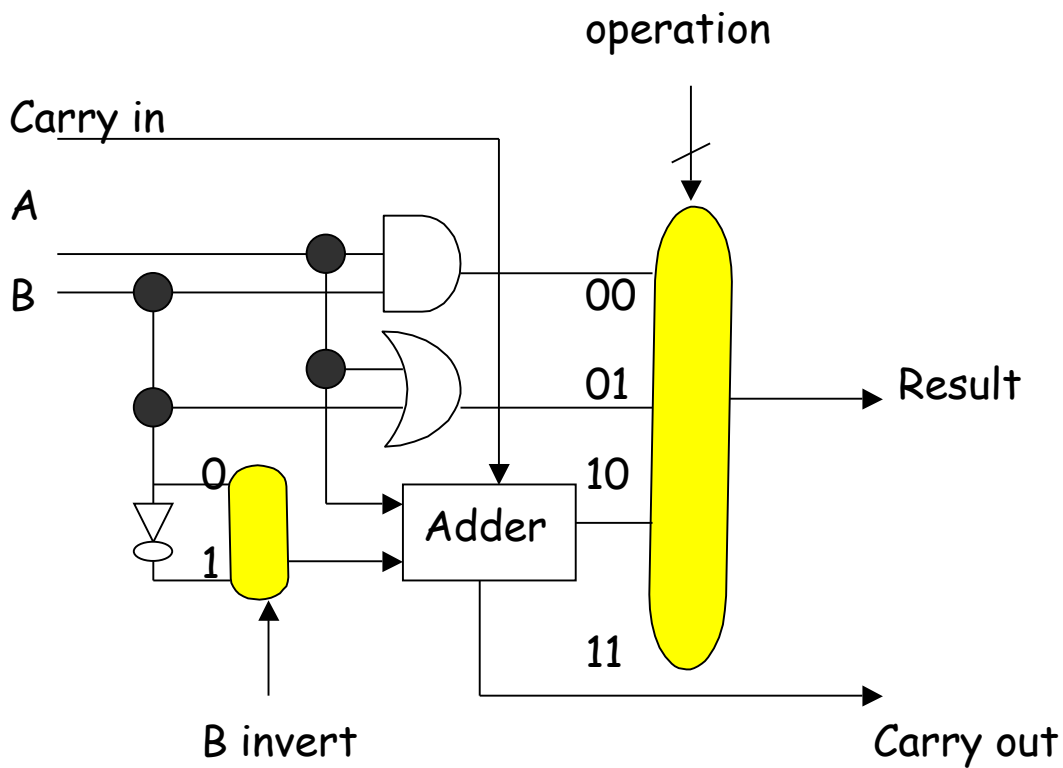 operation
Carry in
A
B
00
01
Result
0
10
Adder
1
11
B invert
Carry out